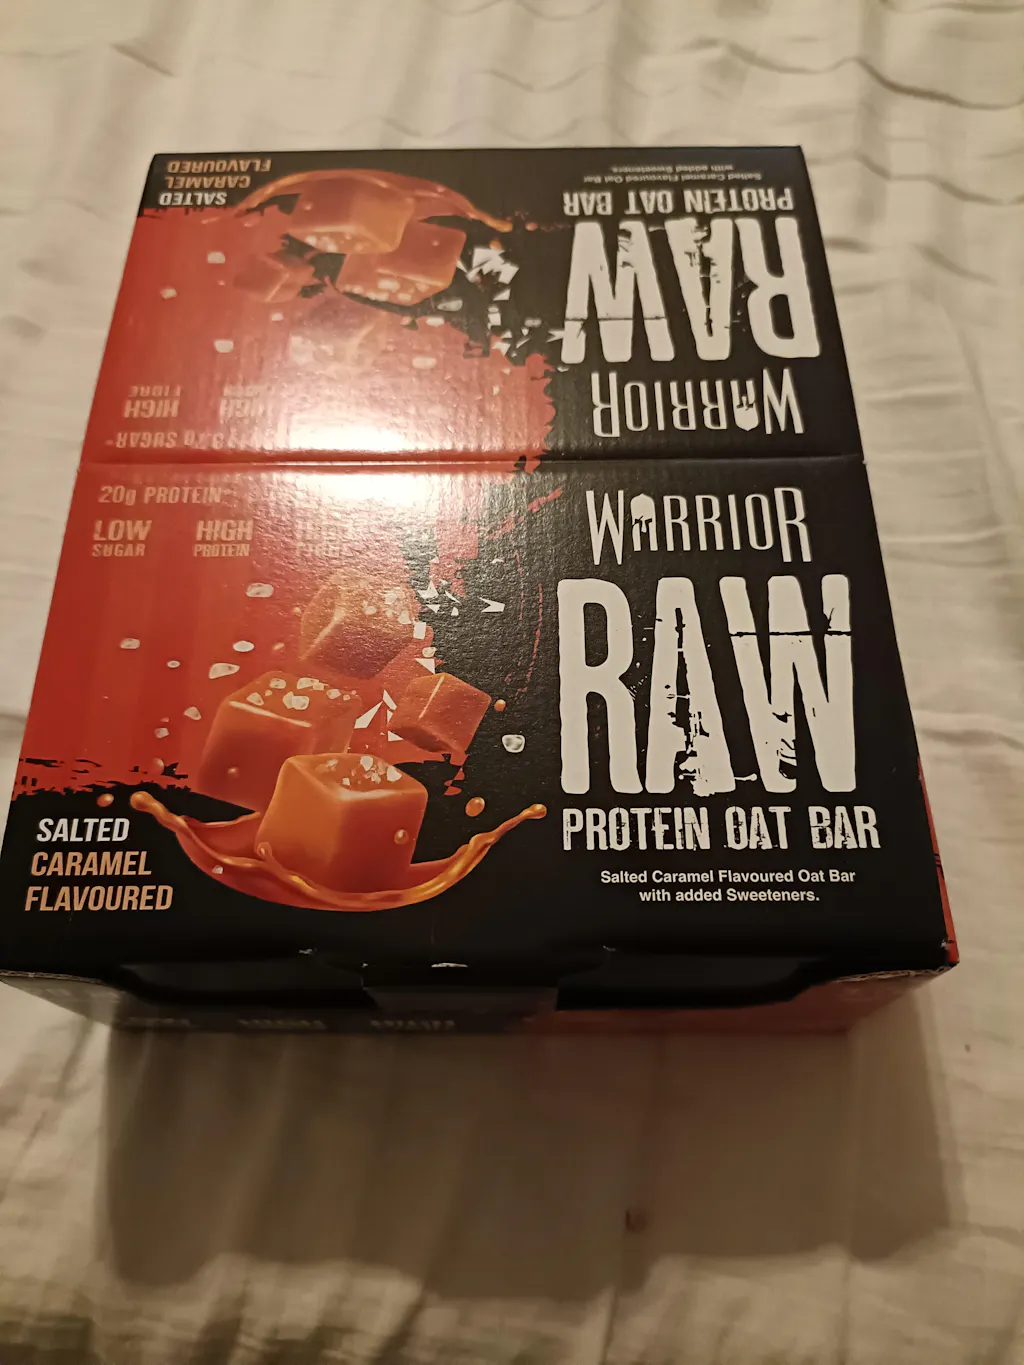 SALTED
CARAMEL
FLAVOURED
Salted Caramel Flavoured Oat Bar
with added Sweeteners.
PROTEIN OAT BAR
RAW
WARRIOR
HIGH
FIBRE
HIGH
SUGAR
20g PROTEIN
LOW
SUGAR
HIGH
PROTEIN
WARRIOR
RAW
PROTEIN OAT BAR
SALTED
CARAMEL
FLAVOURED
Salted Caramel Flavoured Oat Bar
with added Sweeteners.